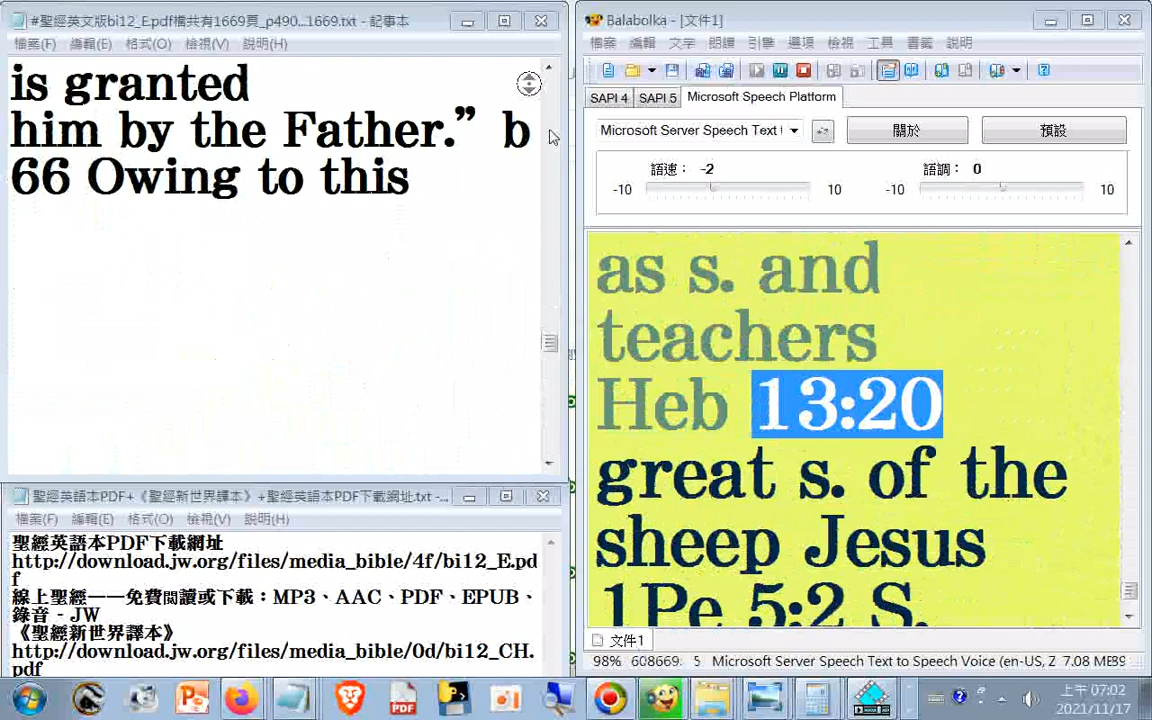 #聖經英文版bi12_Epdf檔共有1669頁_p490...1669.txt - 記事本
檔案(F) 編輯(E) 格式(O) 檢視(V) 說明(H)
is granted
him by the Father.” b
66 Owing to this
聖經英語本PDF+《聖經新世界譯本》+聖經英語本PDF下載網址.txt -...
檔案(F) 編輯(E) 格式(O) 檢視(V) 說明(H)
聖經英語本PDF下載網址
http://download.jw.org/files/media_bible/4f/bi12_E.pd
f
線上聖經——免費閱讀或下載：MP3、AAC、PDF、EPUB、
錄音 - JW
《聖經新世界譯本》
http://download.jw.org/files/media_bible/0d/bi12_CH.
pdf
Balabolka - [文件1]
檔案 編輯 文字 朗讀 引擎 選項 檢視 工具 書籤 說明
SAPI 4 SAPI 5 Microsoft Speech Platform
Microsoft Server Speech Text 關於 預設
語速： -2 語調： 0
-10 10 -10 10
as s. and
teachers
Heb 13:20
great s. of the
sheep Jesus
1Pe 5:2 S.
文件1
98% 608669: 5 Microsoft Server Speech Text to Speech Voice (en-US, Z 7.08 MB
上午 07:02
2021/11/17